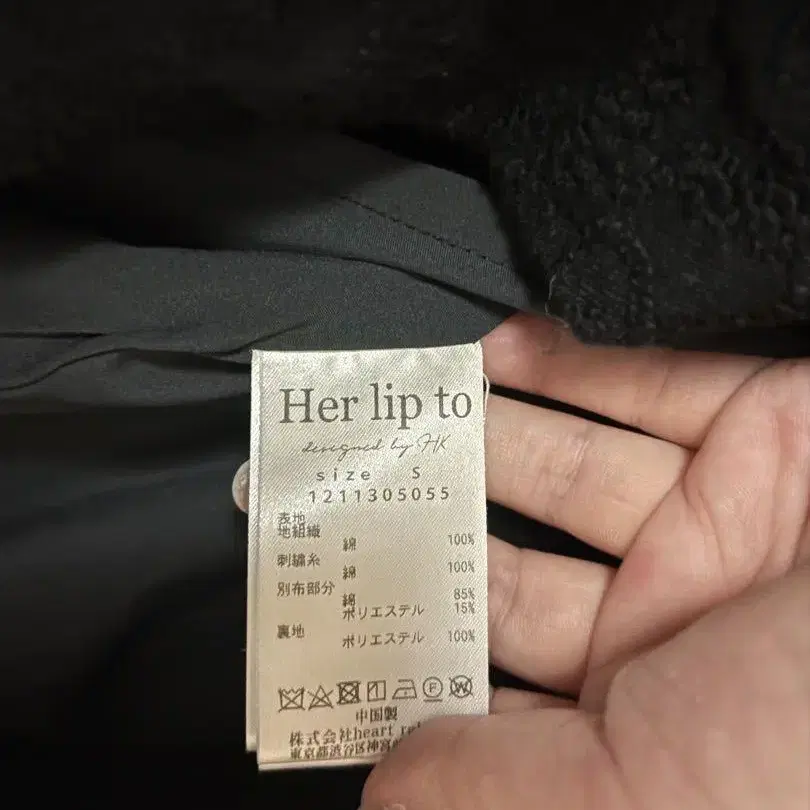 Her lip to
designed by HK
size S
1211305055
表地
地組織
綿 100%
刺繍糸
綿 100%
別布部分
綿 85%
ポリエステル 15%
裏地
ポリエステル 100%
中国製
株式会社heart
東京都渋谷区神宮